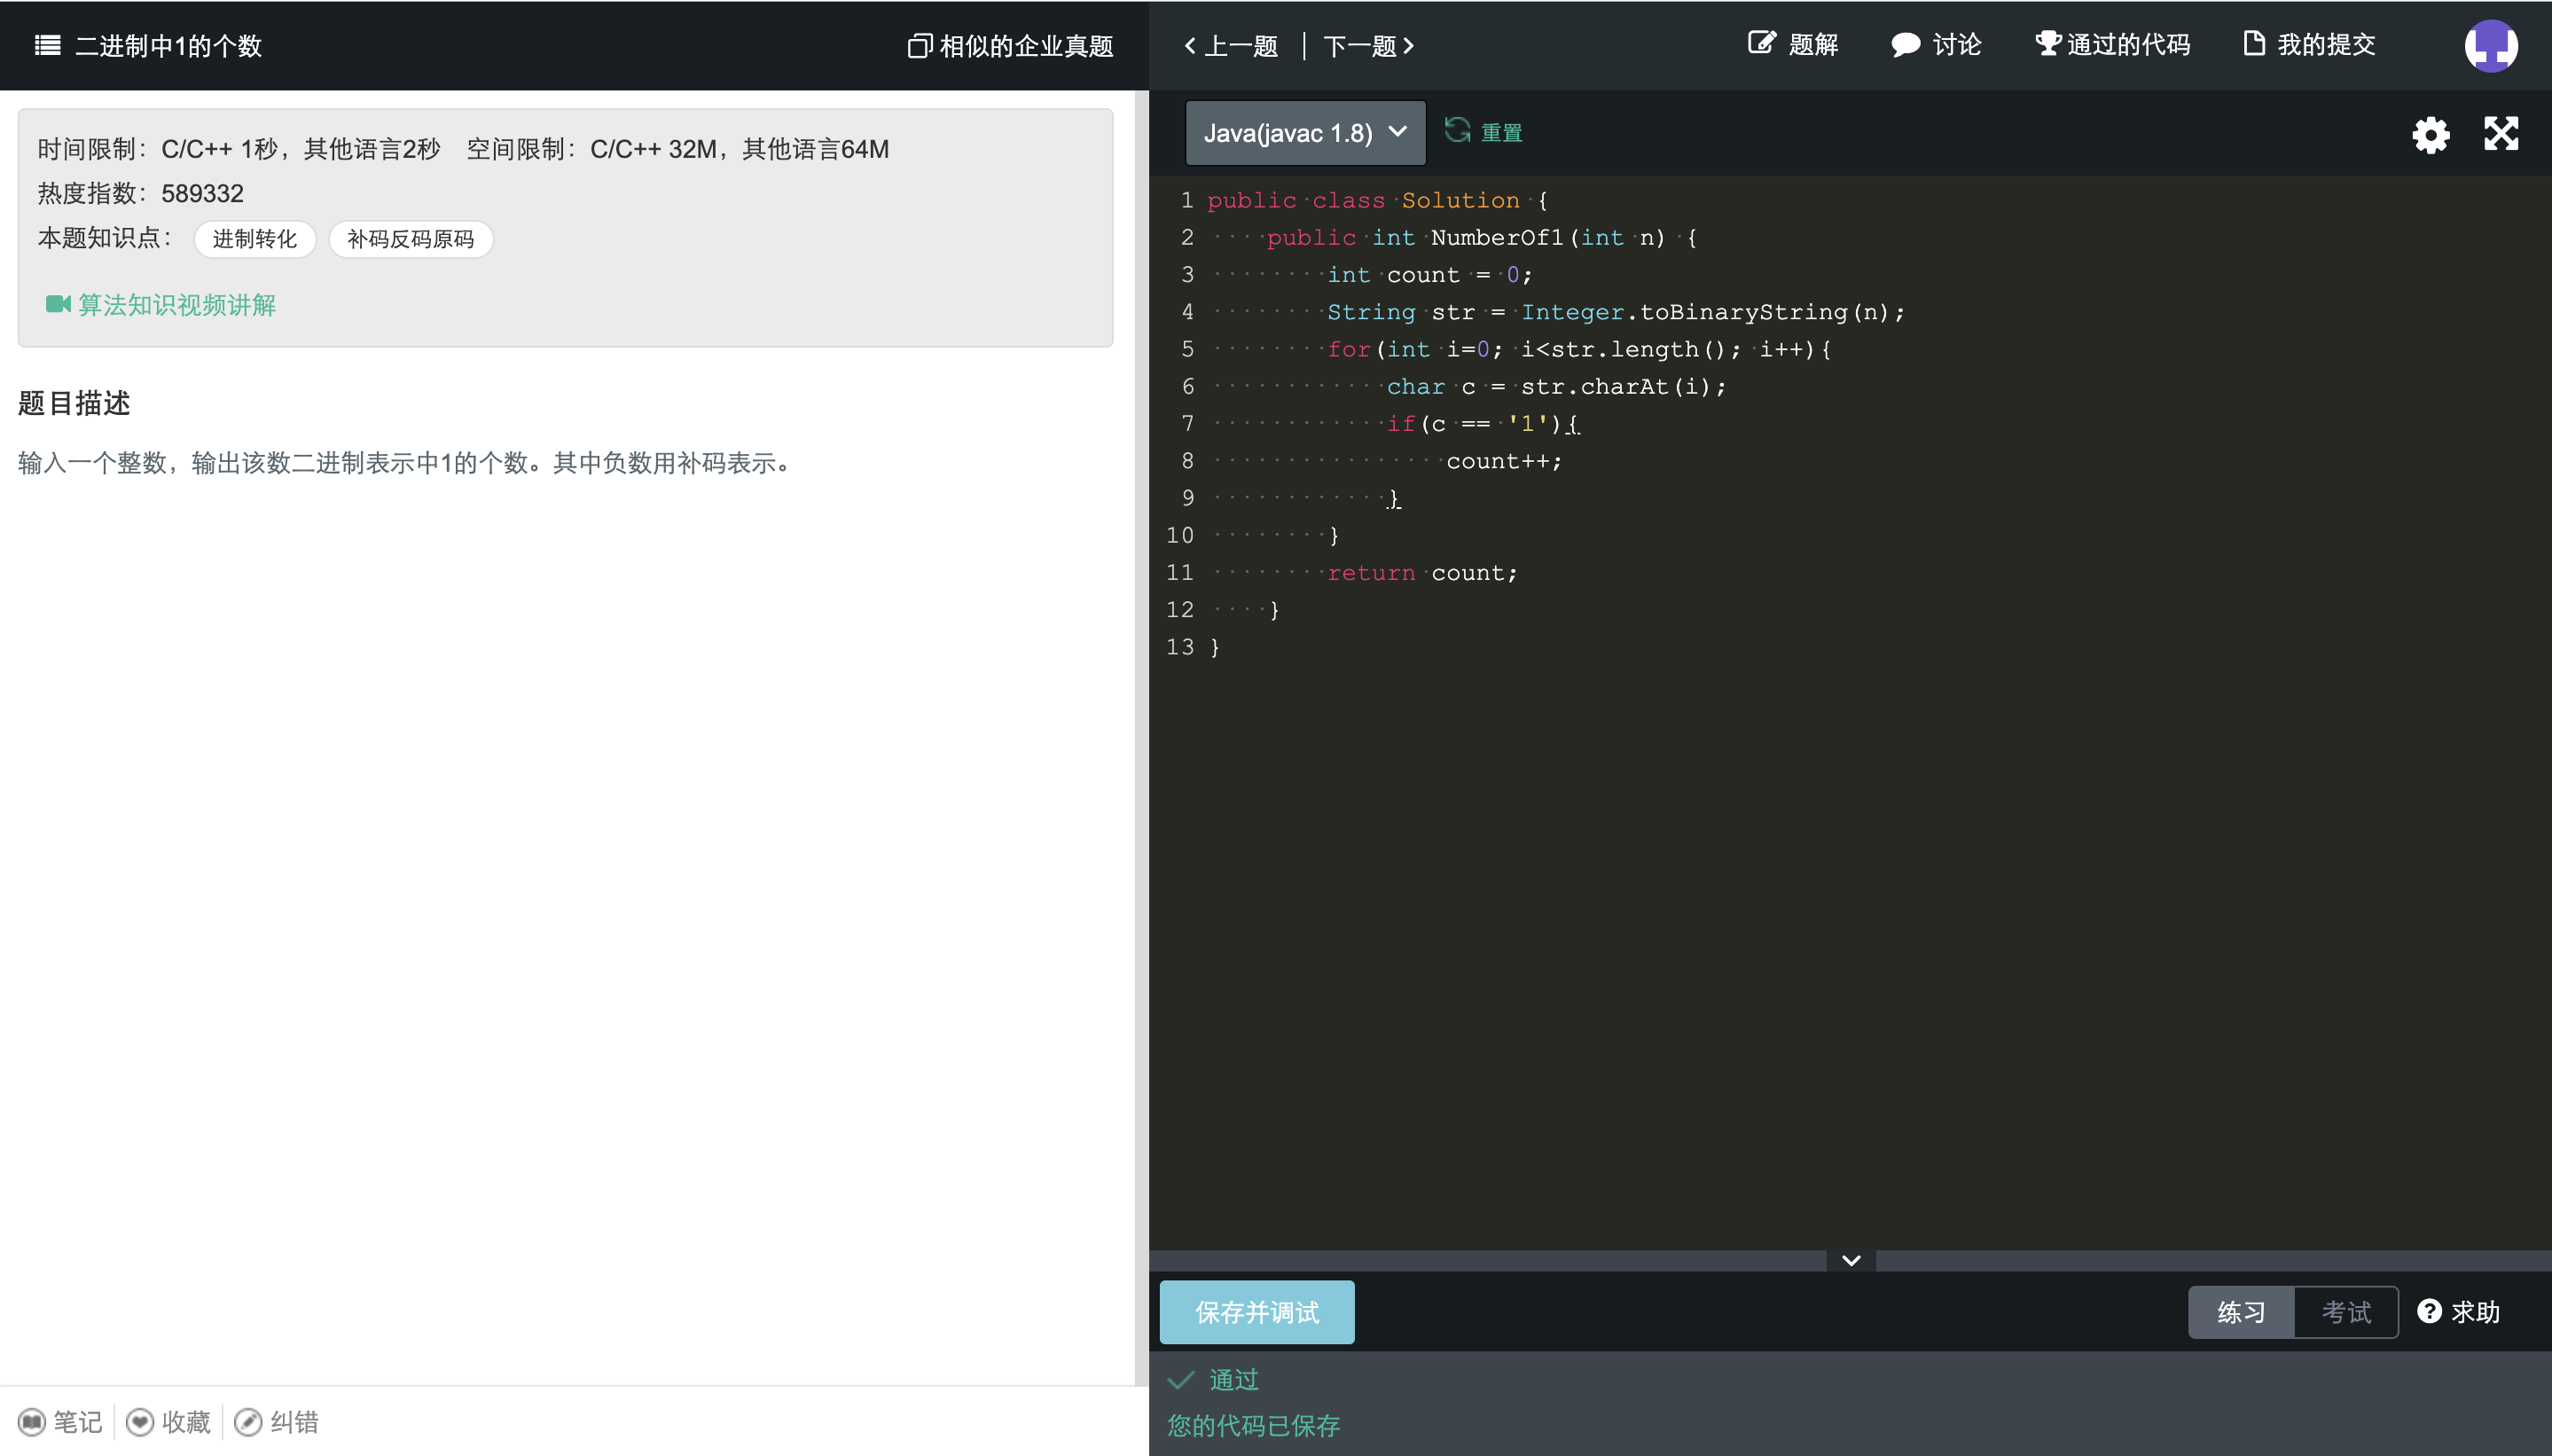 二进制中1的个数
相似的企业真题
时间限制：C/C++ 1秒，其他语言2秒 空间限制：C/C++ 32M，其他语言64M
热度指数：589332
本题知识点： 进制转化 补码反码原码
算法知识视频讲解
题目描述
输入一个整数，输出该数二进制表示中1的个数。其中负数用补码表示。
笔记 收藏 纠错
上一题 下一题 题解 讨论 通过的代码 我的提交
Java(javac 1.8) 重置
1 public class Solution {
2     public int NumberOf1(int n) {
3         int count = 0;
4         String str = Integer.toBinaryString(n);
5         for(int i=0; i<str.length(); i++){
6             char c = str.charAt(i);
7             if(c == '1'){
8                 count++;
9             }
10         }
11         return count;
12     }
13 }
保存并调试 练习 考试 求助
通过
您的代码已保存